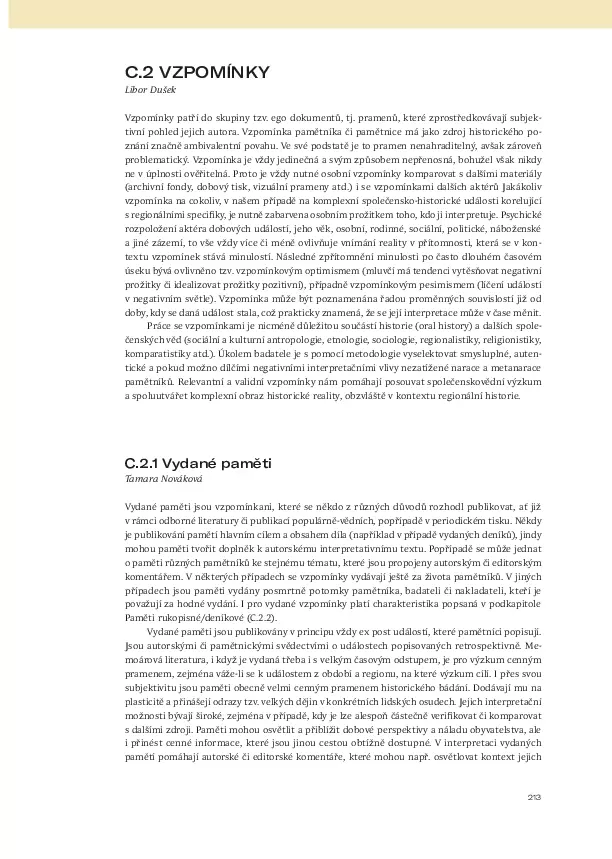 C.2 VZPOMÍNKY
Libor Dušek
Vzpomínky patří do skupiny tzv. ego dokumentů, tj. pramenů, které zprostředkovávají subjek-
tivní pohled jejich autora. Vzpomínka pamětníka či pamětnice má jako zdroj historického po-
znání značně ambivalentní povahu. Ve své podstatě je to pramen nenahraditelný, avšak zároveň
problematický. Vzpomínka je vždy jedinečná a svým způsobem nepřenosná, bohužel však nikdy
ne v úplnosti ověřitelná. Proto je vždy nutné osobní vzpomínky komparovat s dalšími materiály
(archivní fondy, dobový tisk, vizuální prameny atd.) i se vzpomínkami dalších aktérů Jakákoliv
vzpomínka na cokoliv, v našem případě na komplexní společensko-historické události korelující
s regionálními specifiky, je nutně zabarvena osobním prožitkem toho, kdo ji interpretuje. Psychické
rozpoložení aktéra dobových událostí, jeho věk, osobní, rodinné, sociální, politické, náboženské
a jiné zázemí, to vše vždy více či méně ovlivňuje vnímání reality v přítomnosti, která se v kon-
textu vzpomínek stává minulostí. Následné zpřítomnění minulosti po často dlouhém časovém
úseku bývá ovlivněno tzv. vzpomínkovým optimismem (mluvčí má tendenci vytěsňovat negativní
prožitky či idealizovat prožitky pozitivní), případně vzpomínkovým pesimismem (líčení událostí
v negativním světle). Vzpomínka může být poznamenána řadou proměnných souvislostí již od
doby, kdy se daná událost stala, což prakticky znamená, že se její interpretace může v čase měnit.
Práce se vzpomínkami je nicméně důležitou součástí historie (oral history) a dalších spole-
čenských věd (sociální a kulturní antropologie, etnologie, sociologie, regionalistiky, religionistiky,
komparatistiky atd.). Úkolem badatele je s pomocí metodologie vyselektovat smysluplné, auten-
tické a pokud možno dílčími negativními interpretačními vlivy nezatížené narace a metanarace
pamětníků. Relevantní a validní vzpomínky nám pomáhají posouvat společenskovědní výzkum
a spoluutvářet komplexní obraz historické reality, obzvláště v kontextu regionální historie.
C.2.1 Vydané paměti
Tamara Nováková
Vydané paměti jsou vzpomínkani, které se někdo z různých důvodů rozhodl publikovat, ať již
v rámci odborné literatury či publikací populárně-vědních, popřípadě v periodickém tisku. Někdy
je publikování pamětí hlavním cílem a obsahem díla (například v případě vydaných deníků), jindy
mohou paměti tvořit doplněk k autorskému interpretativnímu textu. Popřípadě se může jednat
o paměti různých pamětníků ke stejnému tématu, které jsou propojeny autorským či editorským
komentářem. V některých případech se vzpomínky vydávají ještě za života pamětníků. V jiných
případech jsou paměti vydány posmrtně potomky pamětníka, badateli či nakladateli, kteří je
považují za hodné vydání. I pro vydané vzpomínky platí charakteristika popsaná v podkapitole
Paměti rukopisné/deníkové (C.2.2).
Vydané paměti jsou publikovány v principu vždy ex post událostí, které pamětníci popisují.
Jsou autorskými či pamětnickými svědectvími o událostech popisovaných retrospektivně. Me-
moárová literatura, i když je vydaná třeba i s velkým časovým odstupem, je pro výzkum cenným
pramenem, zejména váže-li se k událostem z období a regionu, na které výzkum cílí. I přes svou
subjektivitu jsou paměti obecně velmi cenným pramenem historického bádání. Dodávají mu na
plasticitě a přinášejí odrazy tzv. velkých dějin v konkrétních lidských osudech. Jejich interpretační
možnosti bývají široké, zejména v případě, kdy je lze alespoň částečně verifikovat či komparovat
s dalšími zdroji. Paměti mohou osvětlit a přiblížit dobové perspektivy a náladu obyvatelstva, ale
i přinést cenné informace, které jsou jinou cestou obtížně dostupné. V interpretaci vydaných
pamětí pomáhají autorské či editorské komentáře, které mohou např. osvětlovat kontext jejich
213